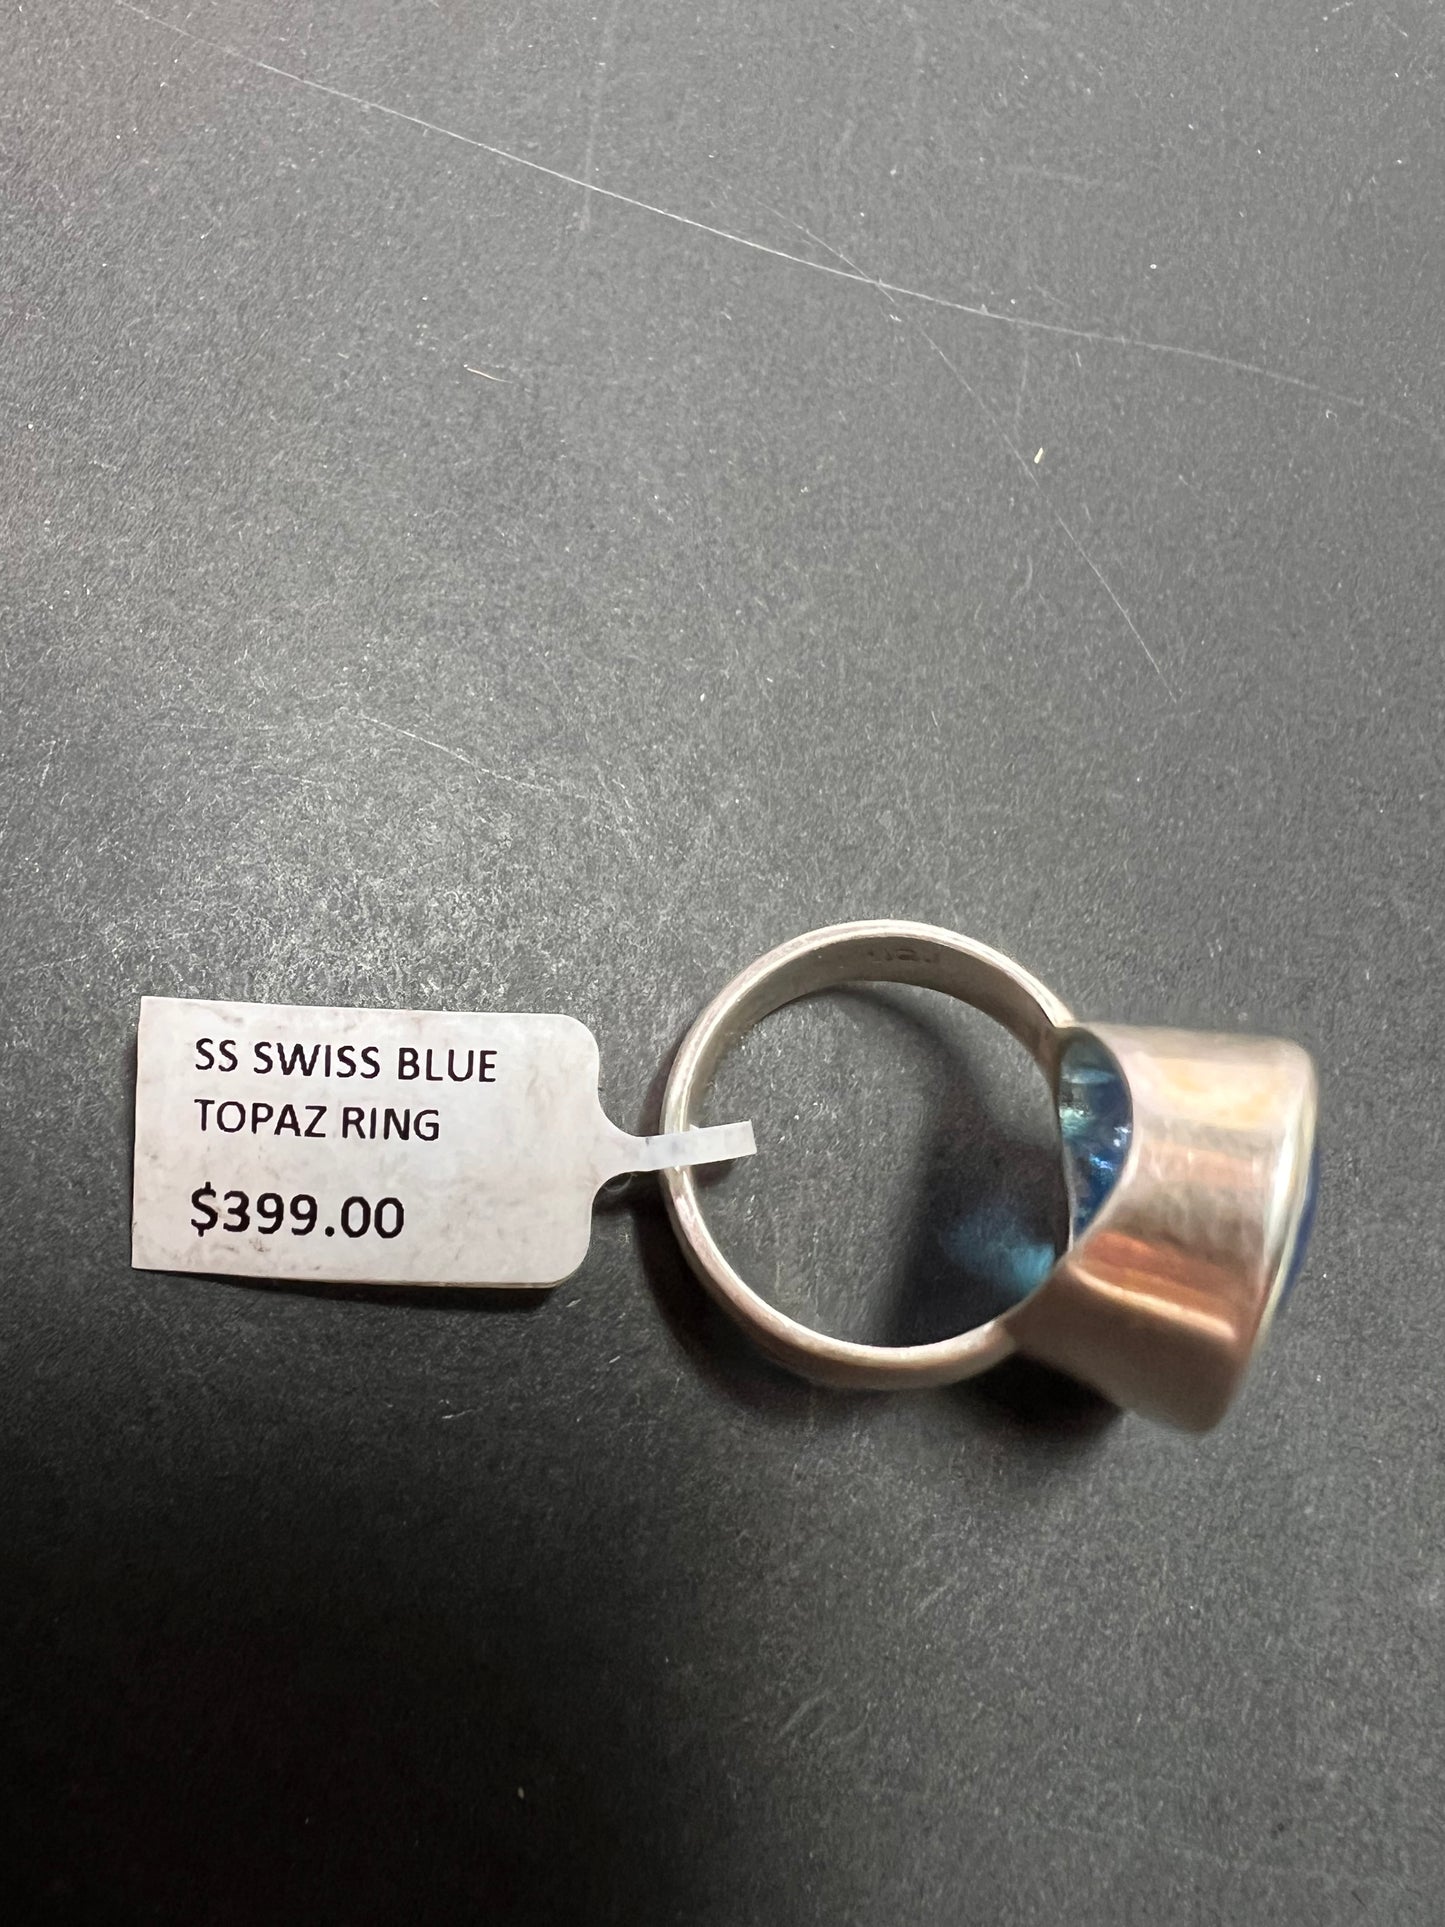 SS SWISS BLUE
TOPAZ RING
$399.00